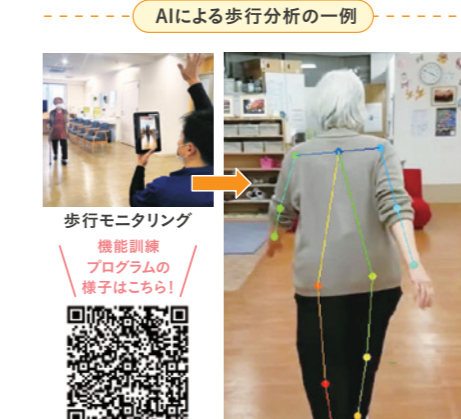 AIによる歩行分析の一例
歩行モニタリング
機能訓練
プログラムの
様子はこちら!